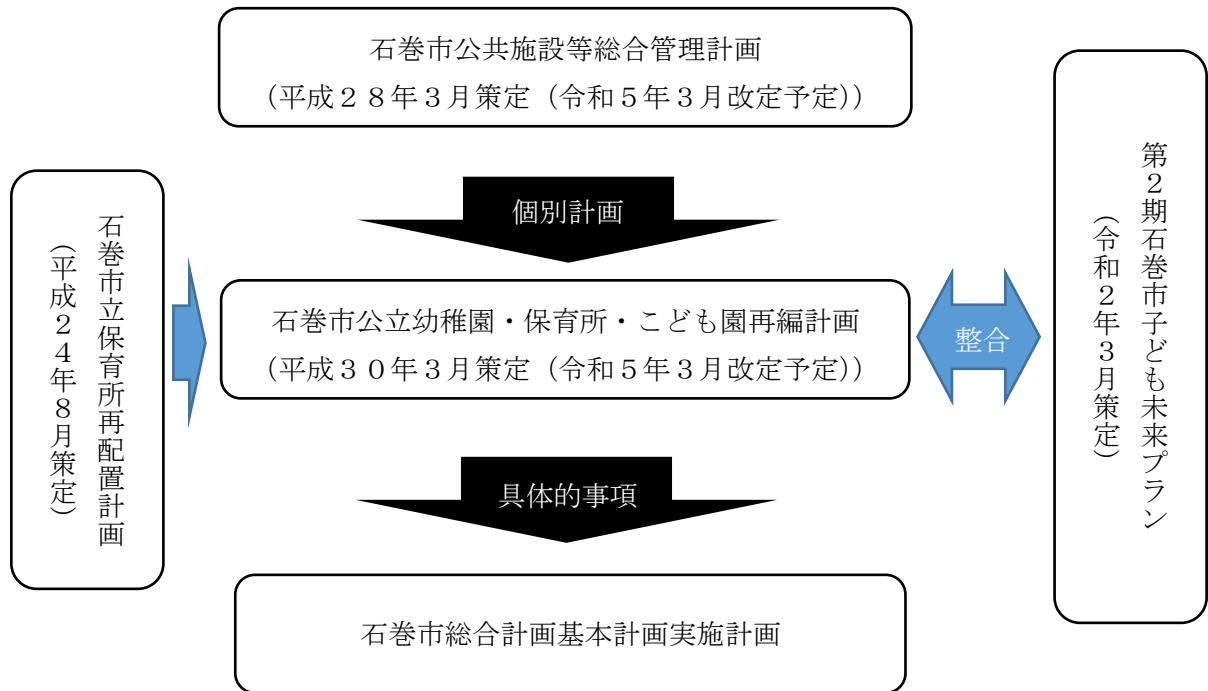 石巻市公共施設等総合管理計画
（平成２８年３月策定（令和５年３月改定予定））
個別計画
石巻市立保育所再配置計画
（平成２４年８月策定）
石巻市公立幼稚園・保育所・こども園再編計画
（平成３０年３月策定（令和５年３月改定予定））
整合
第２期石巻市子ども未来プラン
（令和２年３月策定）
具体的事項
石巻市総合計画基本計画実施計画